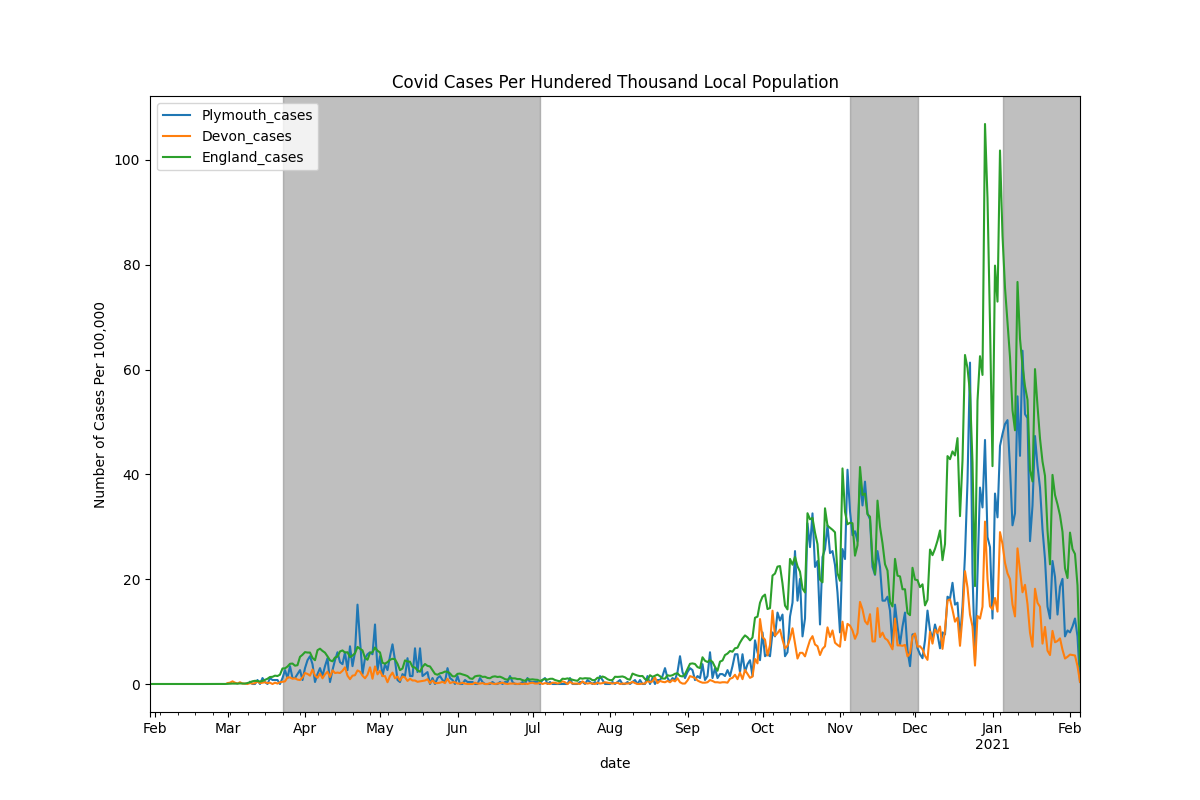 Covid Cases Per Hundered Thousand Local Population
Plymouth_cases
Devon_cases
England_cases
Number of Cases Per 100,000
100
80
60
40
20
0
Feb Mar Apr May Jun Jul Aug Sep Oct Nov Dec Jan Feb
2021
date